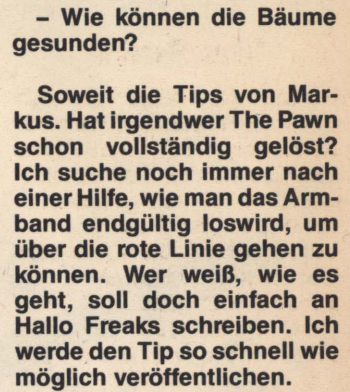 – Wie können die Bäume
gesunden?
Soweit die Tips von Mar-
kus. Hat irgendwer The Pawn
schon vollständig gelöst?
Ich suche noch immer nach
einer Hilfe, wie man das Arm-
band endgültig loswird, um
über die rote Linie gehen zu
können. Wer weiß, wie es
geht, soll doch einfach an
Hallo Freaks schreiben. Ich
werde den Tip so schnell wie
möglich veröffentlichen.